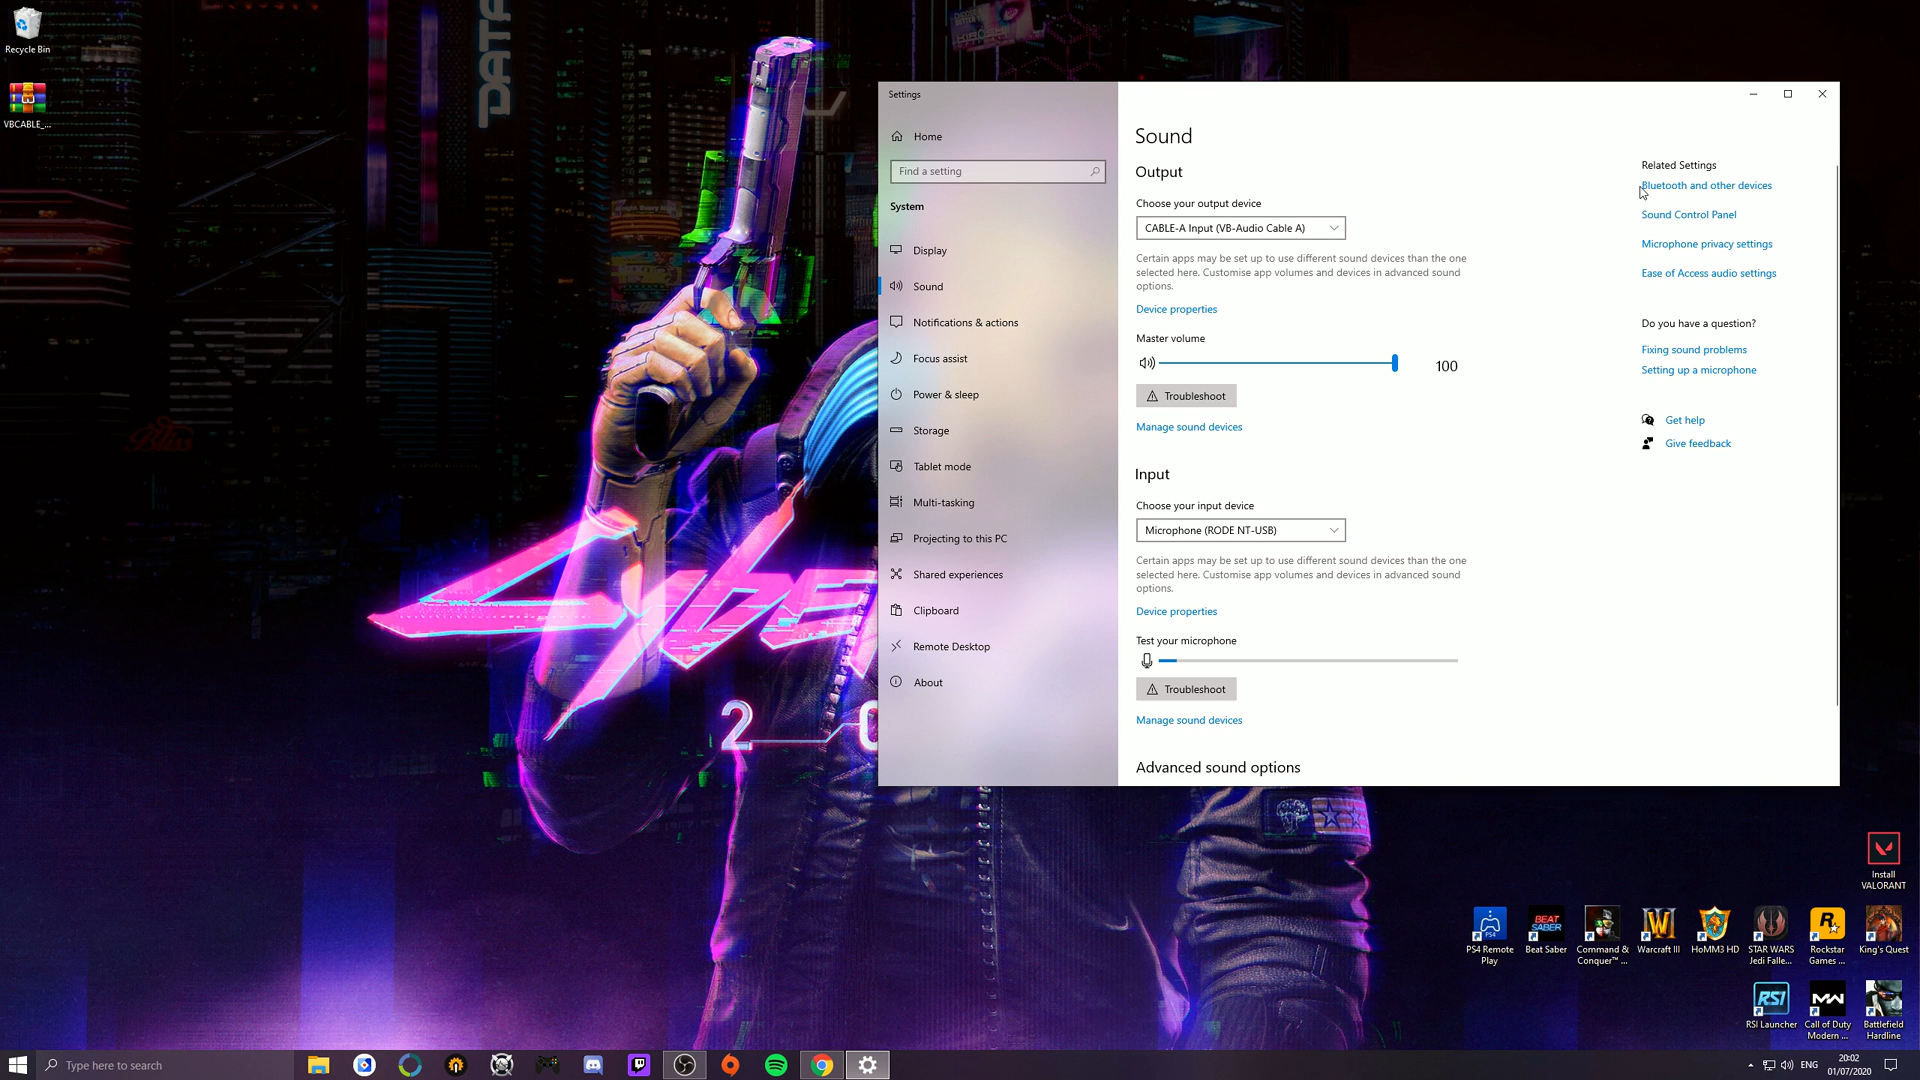 Recycle Bin
VBCABLE_...
DATA
Bliss
2
0
Settings
Home
Find a setting
System
Display
Sound
Notifications & actions
Focus assist
Power & sleep
Storage
Tablet mode
Multi-tasking
Projecting to this PC
Shared experiences
Clipboard
Remote Desktop
About
Sound
Output
Choose your output device
CABLE-A Input (VB-Audio Cable A)
Certain apps may be set up to use different sound devices than the one
selected here. Customise app volumes and devices in advanced sound
options.
Device properties
Master volume
100
Troubleshoot
Manage sound devices
Input
Choose your input device
Microphone (RODE NT-USB)
Certain apps may be set up to use different sound devices than the one
selected here. Customise app volumes and devices in advanced sound
options.
Device properties
Test your microphone
Troubleshoot
Manage sound devices
Advanced sound options
Related Settings
Bluetooth and other devices
Sound Control Panel
Microphone privacy settings
Ease of Access audio settings
Do you have a question?
Fixing sound problems
Setting up a microphone
Get help
Give feedback
Install
VALORANT
PS4
PS4 Remote
Play
BEAT
SABER
Beat Saber
Command &
Conquer™ ...
Warcraft III
HoMM3 HD
STAR WARS
Jedi Falle...
Rockstar
Games ...
King's Quest
RSI
RSI Launcher
MW
Call of Duty
Modern ...
Battlefield
Hardline
Type here to search
ENG
20:02
01/07/2020